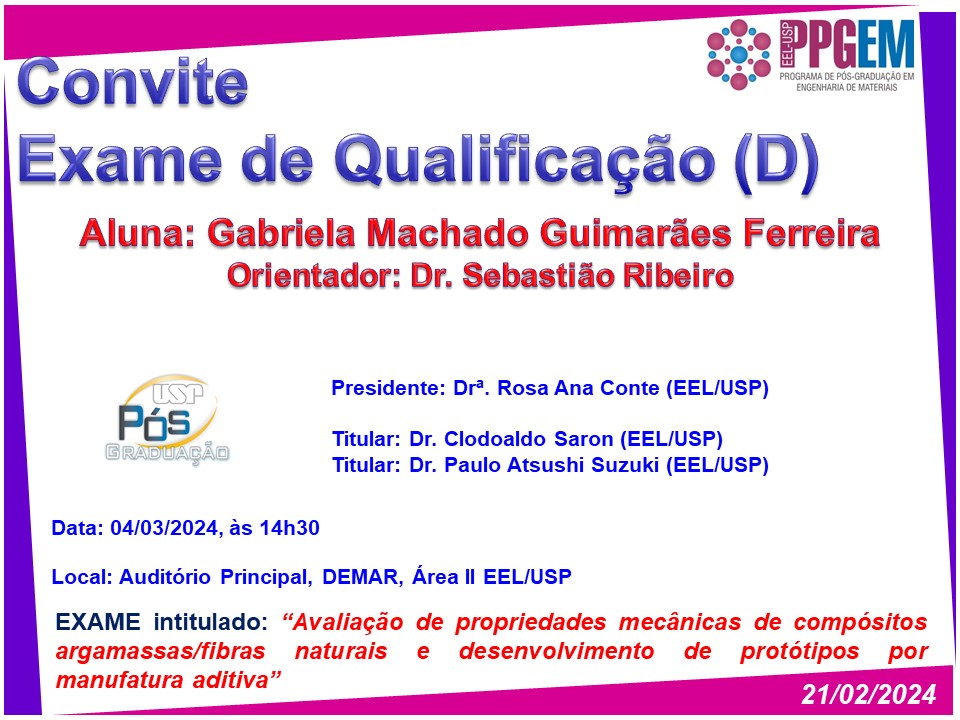 EEL-USP
PPGEM
PROGRAMA DE PÓS-GRADUAÇÃO EM
ENGENHARIA DE MATERIAIS
Convite
Exame de Qualificação (D)
Aluna: Gabriela Machado Guimarães Ferreira
Orientador: Dr. Sebastião Ribeiro
USP
PÓS
GRADUAÇÃO
Presidente: Drª. Rosa Ana Conte (EEL/USP)
Titular: Dr. Clodoaldo Saron (EEL/USP)
Titular: Dr. Paulo Atsushi Suzuki (EEL/USP)
Data: 04/03/2024, às 14h30
Local: Auditório Principal, DEMAR, Área II EEL/USP
EXAME intitulado: “Avaliação de propriedades mecânicas de compósitos
argamassas/fibras naturais e desenvolvimento de protótipos por
manufatura aditiva”
21/02/2024